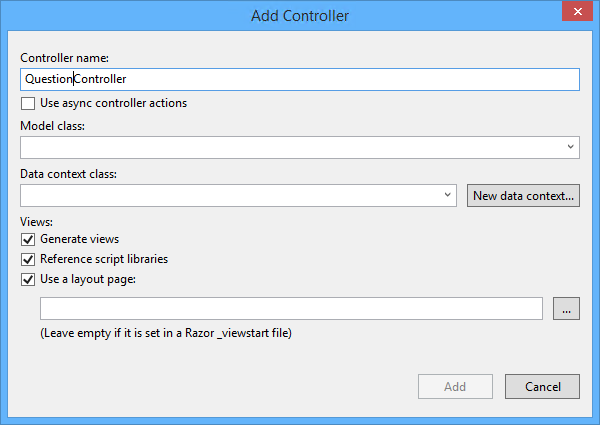 Add Controller
Controller name:
QuestionController
Use async controller actions
Model class:
Data context class:
New data context...
Views:
Generate views
Reference script libraries
Use a layout page:
...
(Leave empty if it is set in a Razor _viewstart file)
Add Cancel